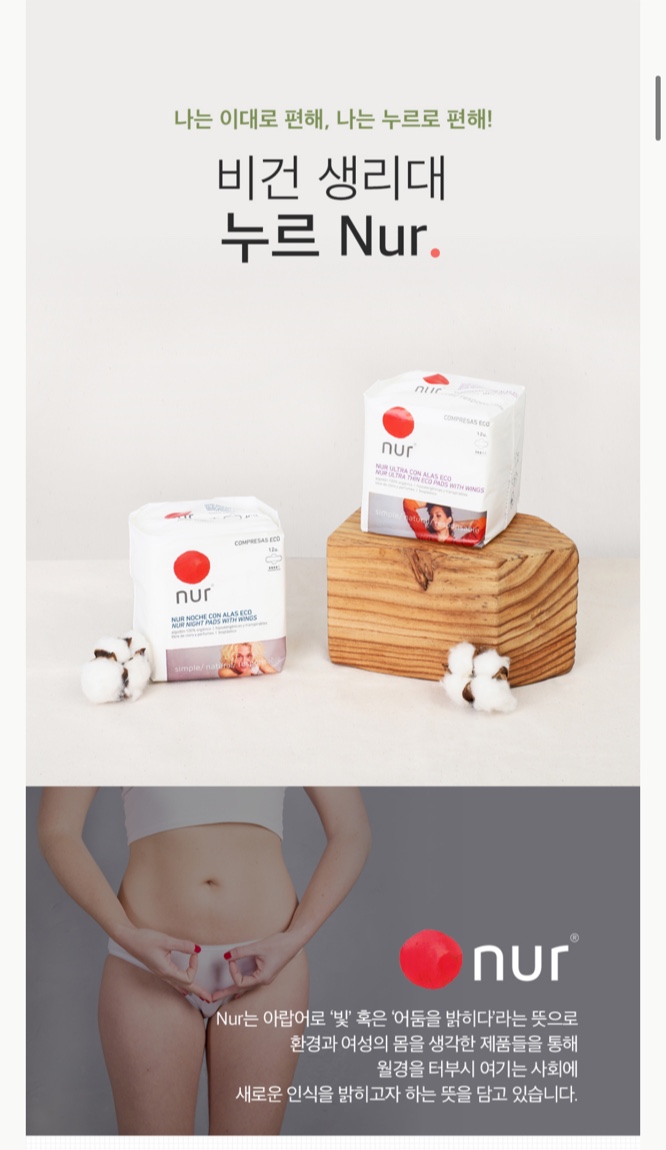 나는 이대로 편해, 나는 누르로 편해!
비건 생리대
누르 Nur.
nur
COMPRESAS ECO
12u.
nur
NUR ULTRA CON ALAS ECO
NUR ULTRA-THIN ECO PADS WITH WINGS
COMPRESAS ECO
12u.
nur
NUR NOCHE CON ALAS ECO
NUR NIGHT PADS WITH WINGS
simple/ natural/
nur®
Nur는 아랍어로 ‘빛’ 혹은 ‘어둠을 밝히다’라는 뜻으로
환경과 여성의 몸을 생각한 제품들을 통해
월경을 터부시 여기는 사회에
새로운 인식을 밝히고자 하는 뜻을 담고 있습니다.